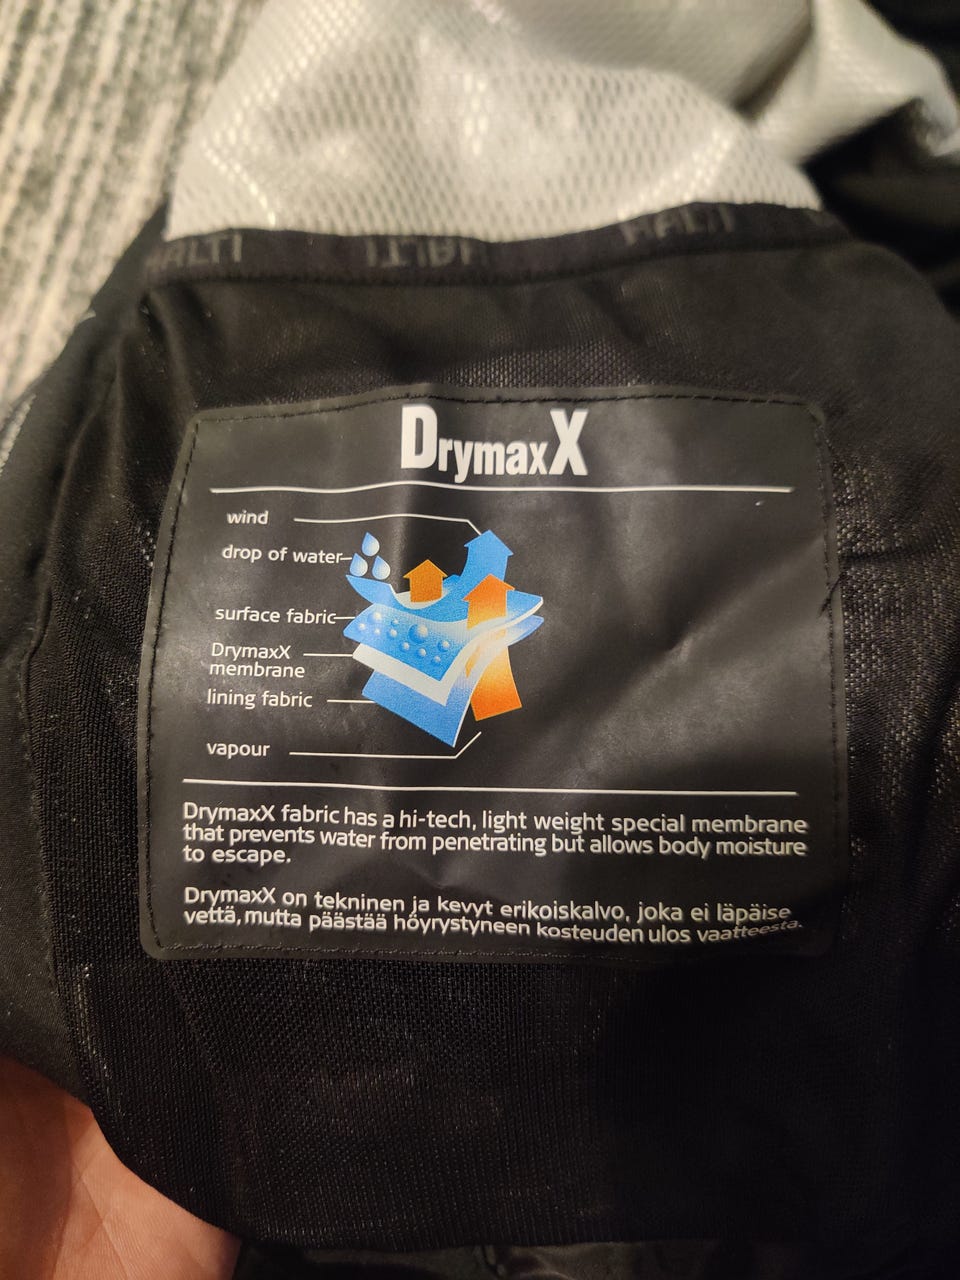 HALTI HALTI HALTI
DrymaxX
wind
drop of water
surface fabric
DrymaxX
membrane
lining fabric
vapour
DrymaxX fabric has a hi-tech, light weight special membrane
that prevents water from penetrating but allows body moisture
to escape.
DrymaxX on tekninen ja kevyt erikoiskalvo, joka ei läpäise
vettä, mutta päästää höyrystyneen kosteuden ulos vaatteesta.